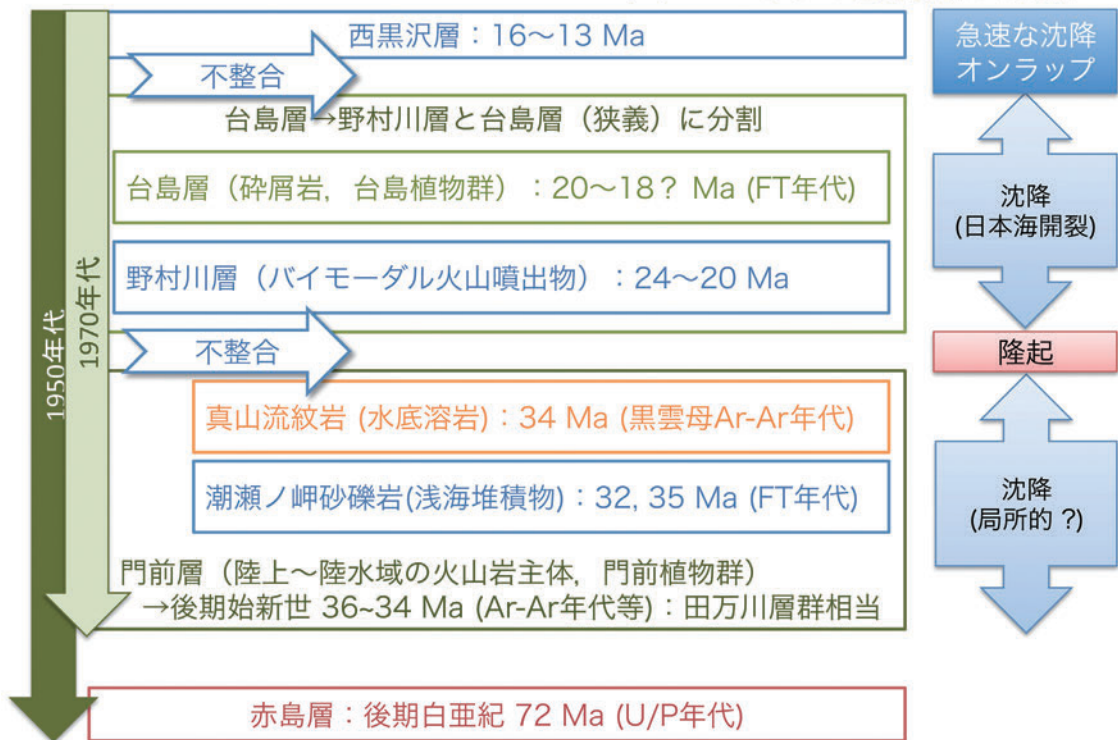 西黒沢層：16〜13 Ma
不整合
台島層→野村川層と台島層（狭義）に分割
台島層（砕屑岩，台島植物群）：20〜18？ Ma (FT年代)
野村川層（バイモーダル火山噴出物）：24〜20 Ma
不整合
真山流紋岩 (水底溶岩)：34 Ma (黒雲母Ar-Ar年代)
潮瀬ノ岬砂礫岩(浅海堆積物)：32, 35 Ma (FT年代)
門前層（陸上〜陸水域の火山岩主体，門前植物群）
→後期始新世 36~34 Ma (Ar-Ar年代等)：田万川層群相当
赤島層：後期白亜紀 72 Ma (U/P年代)
1950年代
1970年代
急速な沈降
オンラップ
沈降
(日本海開裂)
隆起
沈降
(局所的 ?)